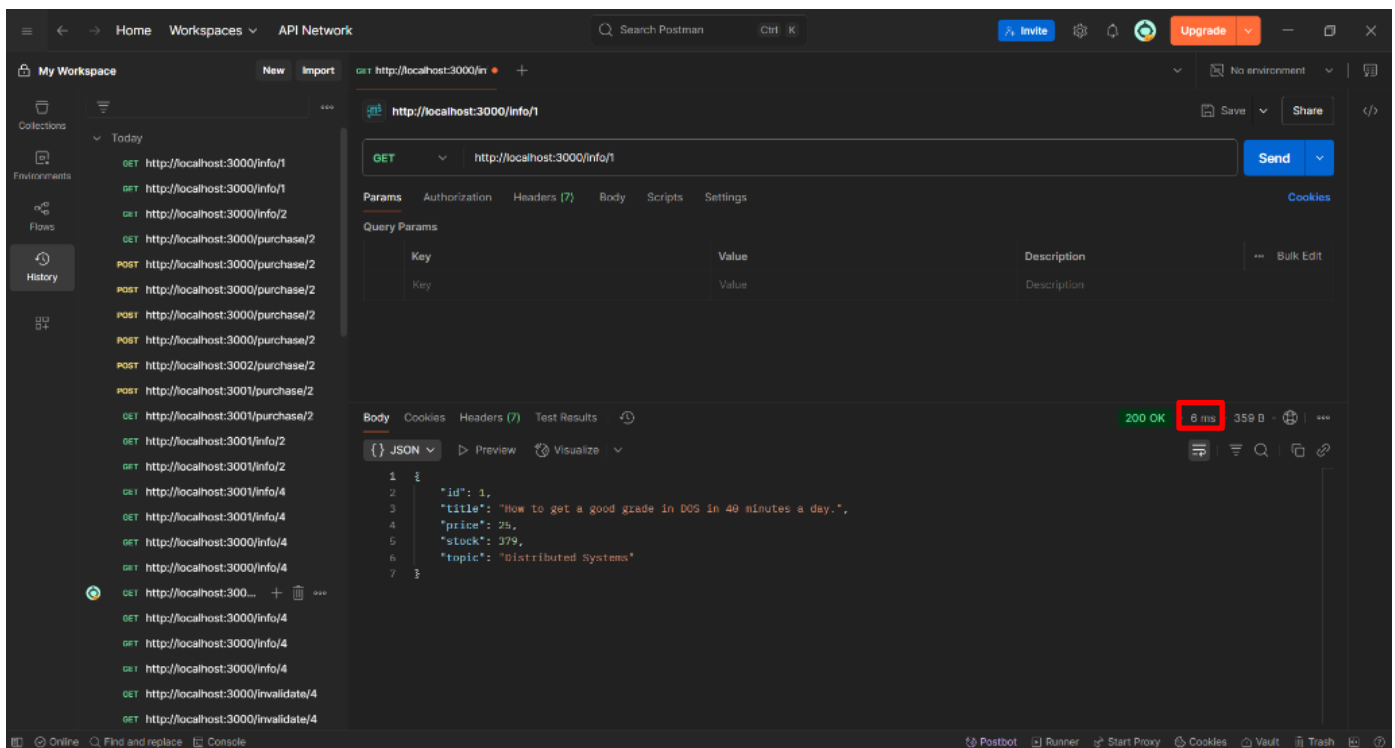 Home Workspaces API Network Search Postman Ctrl K Invite Upgrade
My Workspace New Import GET http://localhost:3000/in No environment
Collections
Environments
Flows
History
Today
GET http://localhost:3000/info/1
GET http://localhost:3000/info/1
GET http://localhost:3000/info/2
GET http://localhost:3000/purchase/2
POST http://localhost:3000/purchase/2
POST http://localhost:3000/purchase/2
POST http://localhost:3000/purchase/2
POST http://localhost:3000/purchase/2
POST http://localhost:3002/purchase/2
POST http://localhost:3001/purchase/2
GET http://localhost:3001/purchase/2
GET http://localhost:3001/info/2
GET http://localhost:3001/info/2
GET http://localhost:3001/info/4
GET http://localhost:3001/info/4
GET http://localhost:3000/info/4
GET http://localhost:3000/info/4
GET http://localhost:300...
GET http://localhost:3000/info/4
GET http://localhost:3000/info/4
GET http://localhost:3000/info/4
GET http://localhost:3000/invalidate/4
GET http://localhost:3000/invalidate/4
http://localhost:3000/info/1 Save Share
GET http://localhost:3000/info/1 Send
Params Authorization Headers (7) Body Scripts Settings Cookies
Query Params
Key Value Description Bulk Edit
Key Value Description
Body Cookies Headers (7) Test Results 200 OK 6 ms 359 B
{} JSON Preview Visualize
1 {
2 "id": 1,
3 "title": "How to get a good grade in DOS in 40 minutes a day.",
4 "price": 25,
5 "stock": 379,
6 "topic": "Distributed Systems"
7 }
Online Find and replace Console Postbot Runner Start Proxy Cookies Vault Trash